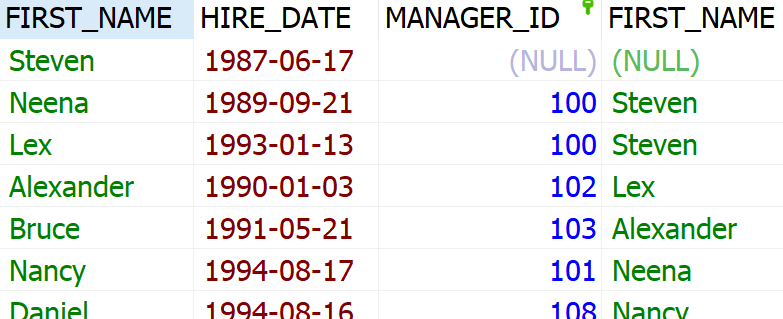 FIRST_NAME HIRE_DATE MANAGER_ID FIRST_NAME
Steven 1987-06-17 (NULL) (NULL)
Neena 1989-09-21 100 Steven
Lex 1993-01-13 100 Steven
Alexander 1990-01-03 102 Lex
Bruce 1991-05-21 103 Alexander
Nancy 1994-08-17 101 Neena
Daniel 1994-08-16 108 Nancy